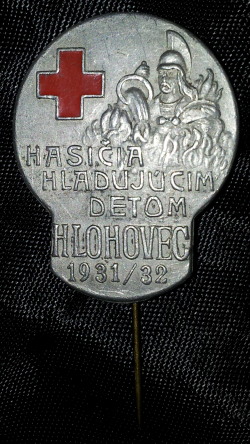 HASIČIA
HLADUJÚCIM
DEŤOM
HLOHOVEC
1931/32